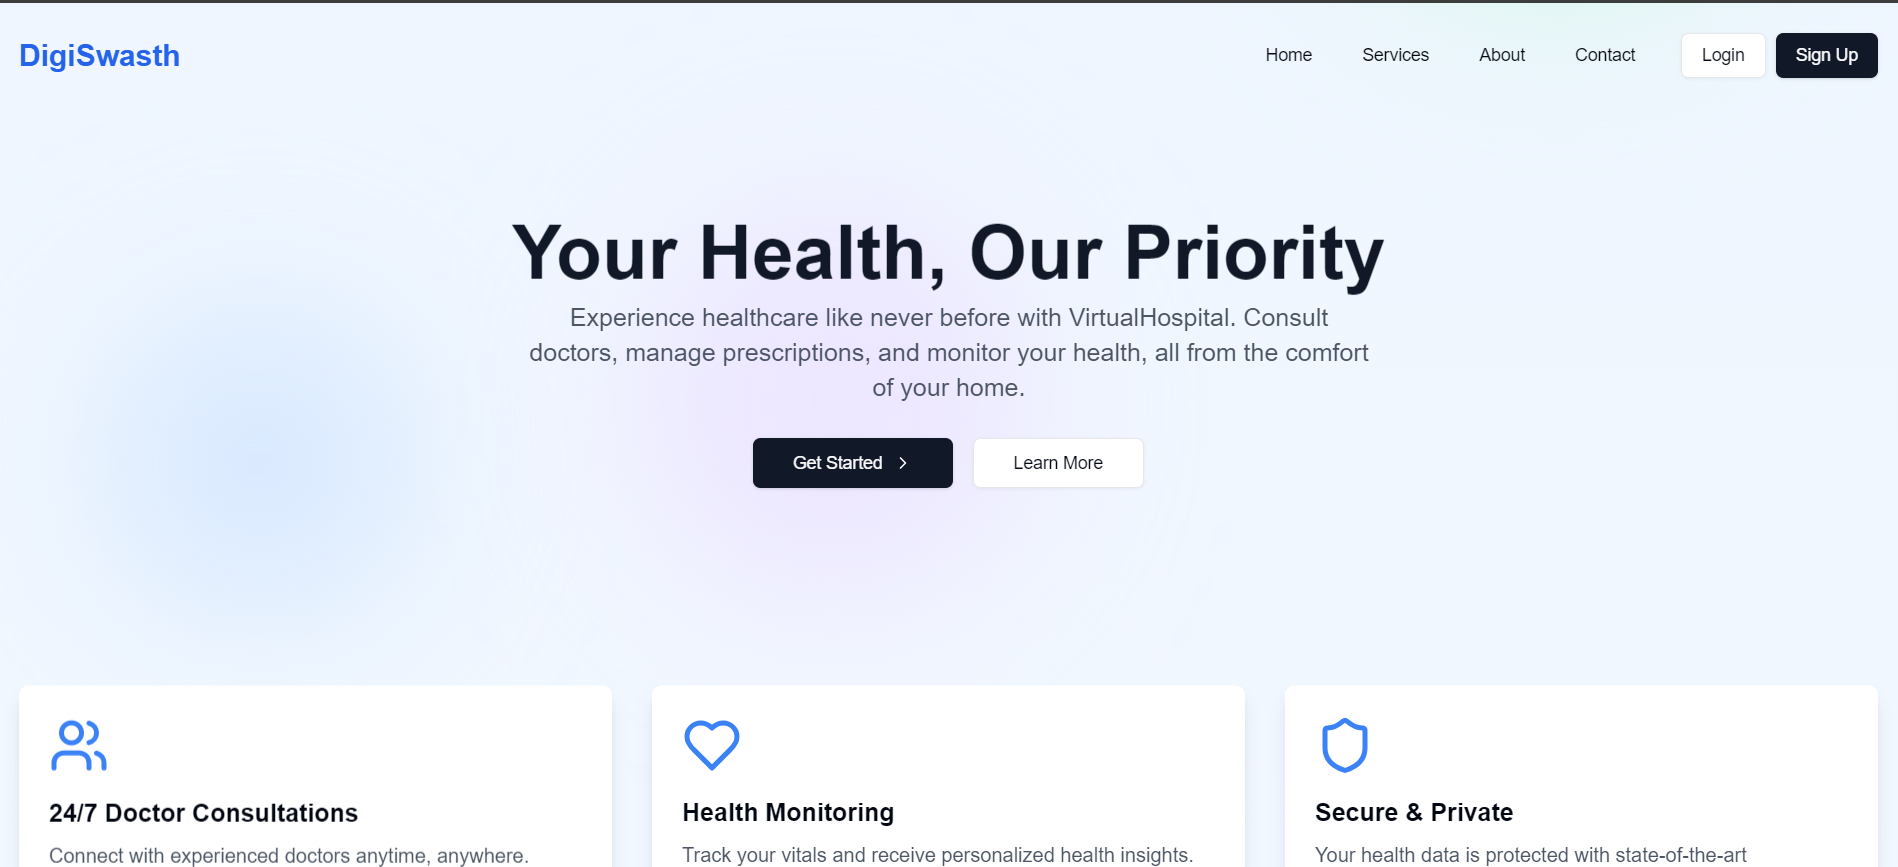 DigiSwasth
Home
Services
About
Contact
Login
Sign Up
Your Health, Our Priority
Experience healthcare like never before with VirtualHospital. Consult
doctors, manage prescriptions, and monitor your health, all from the comfort
of your home.
Get Started
Learn More
24/7 Doctor Consultations
Connect with experienced doctors anytime, anywhere.
Health Monitoring
Track your vitals and receive personalized health insights.
Secure & Private
Your health data is protected with state-of-the-art